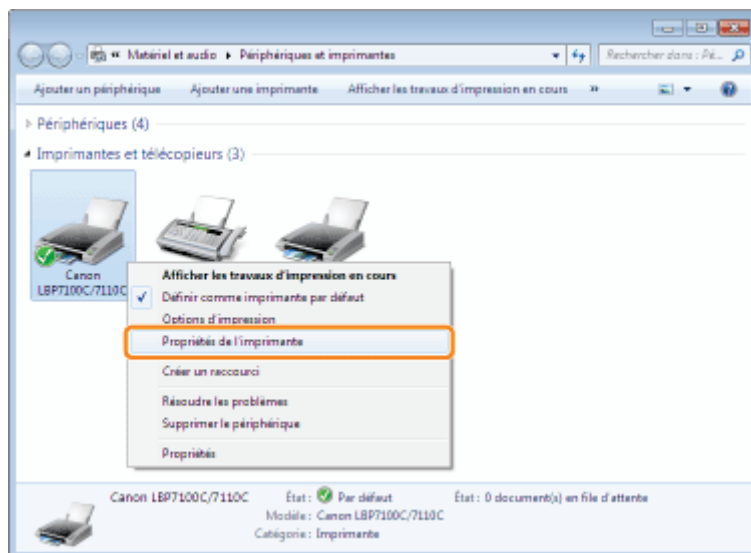 « Matériel et audio ▸ Périphériques et imprimantes
Rechercher dans : Pé...
Ajouter un périphérique Ajouter une imprimante Afficher les travaux d'impression en cours »
Périphériques (4)
Imprimantes et télécopieurs (3)
Canon
LBP7100C/7110C
Afficher les travaux d'impression en cours
Définir comme imprimante par défaut
Options d'impression
Propriétés de l'imprimante
Créer un raccourci
Résoudre les problèmes
Supprimer le périphérique
Propriétés
Canon LBP7100C/7110C État : Par défaut État : 0 document(s) en file d'attente
Modèle : Canon LBP7100C/7110C
Catégorie : Imprimante